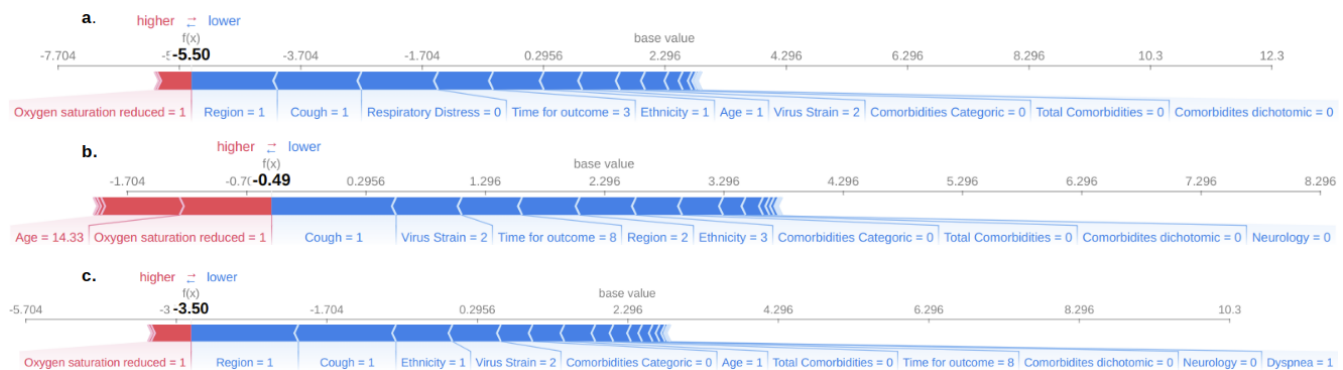 a.
higher ⇄ lower
f(x)
base value
-7.704 -5 -5.50 -3.704 -1.704 0.2956 2.296 4.296 6.296 8.296 10.3 12.3
Oxygen saturation reduced = 1 Region = 1 Cough = 1 Respiratory Distress = 0 Time for outcome = 3 Ethnicity = 1 Age = 1 Virus Strain = 2 Comorbidities Categoric = 0 Total Comorbidities = 0 Comorbidites dichotomic = 0
b.
higher ⇄ lower
f(x)
base value
-1.704 -0.70 -0.49 0.2956 1.296 2.296 3.296 4.296 5.296 6.296 7.296 8.296
Age = 14.33 Oxygen saturation reduced = 1 Cough = 1 Virus Strain = 2 Time for outcome = 8 Region = 2 Ethnicity = 3 Comorbidities Categoric = 0 Total Comorbidities = 0 Comorbidites dichotomic = 0 Neurology = 0
c.
higher ⇄ lower
f(x)
base value
-5.704 -3 -3.50 -1.704 0.2956 2.296 4.296 6.296 8.296 10.3
Oxygen saturation reduced = 1 Region = 1 Cough = 1 Ethnicity = 1 Virus Strain = 2 Comorbidities Categoric = 0 Age = 1 Total Comorbidities = 0 Time for outcome = 8 Comorbidites dichotomic = 0 Neurology = 0 Dyspnea = 1